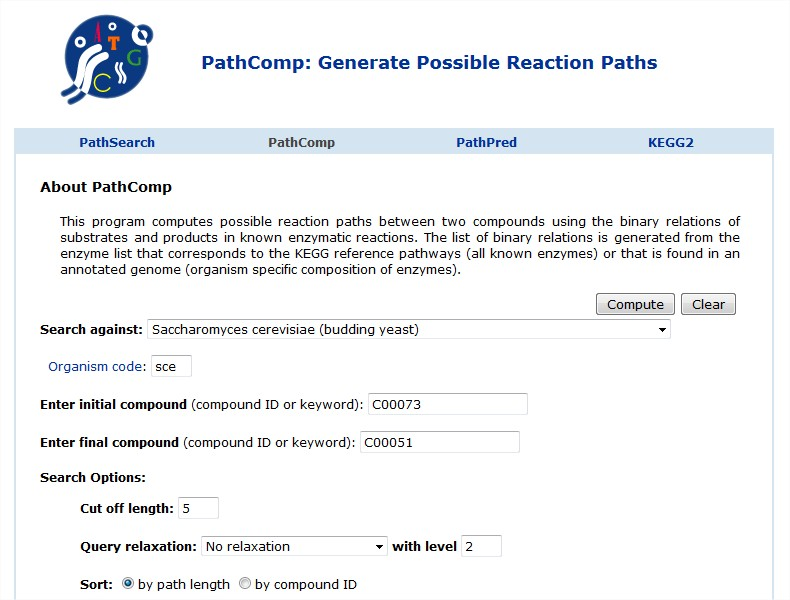 A T G C
PathComp: Generate Possible Reaction Paths
PathSearch PathComp PathPred KEGG2
About PathComp
This program computes possible reaction paths between two compounds using the binary relations of
substrates and products in known enzymatic reactions. The list of binary relations is generated from the
enzyme list that corresponds to the KEGG reference pathways (all known enzymes) or that is found in an
annotated genome (organism specific composition of enzymes).
Compute Clear
Search against: Saccharomyces cerevisiae (budding yeast)
Organism code: sce
Enter initial compound (compound ID or keyword): C00073
Enter final compound (compound ID or keyword): C00051
Search Options:
Cut off length: 5
Query relaxation: No relaxation with level 2
Sort: by path length by compound ID